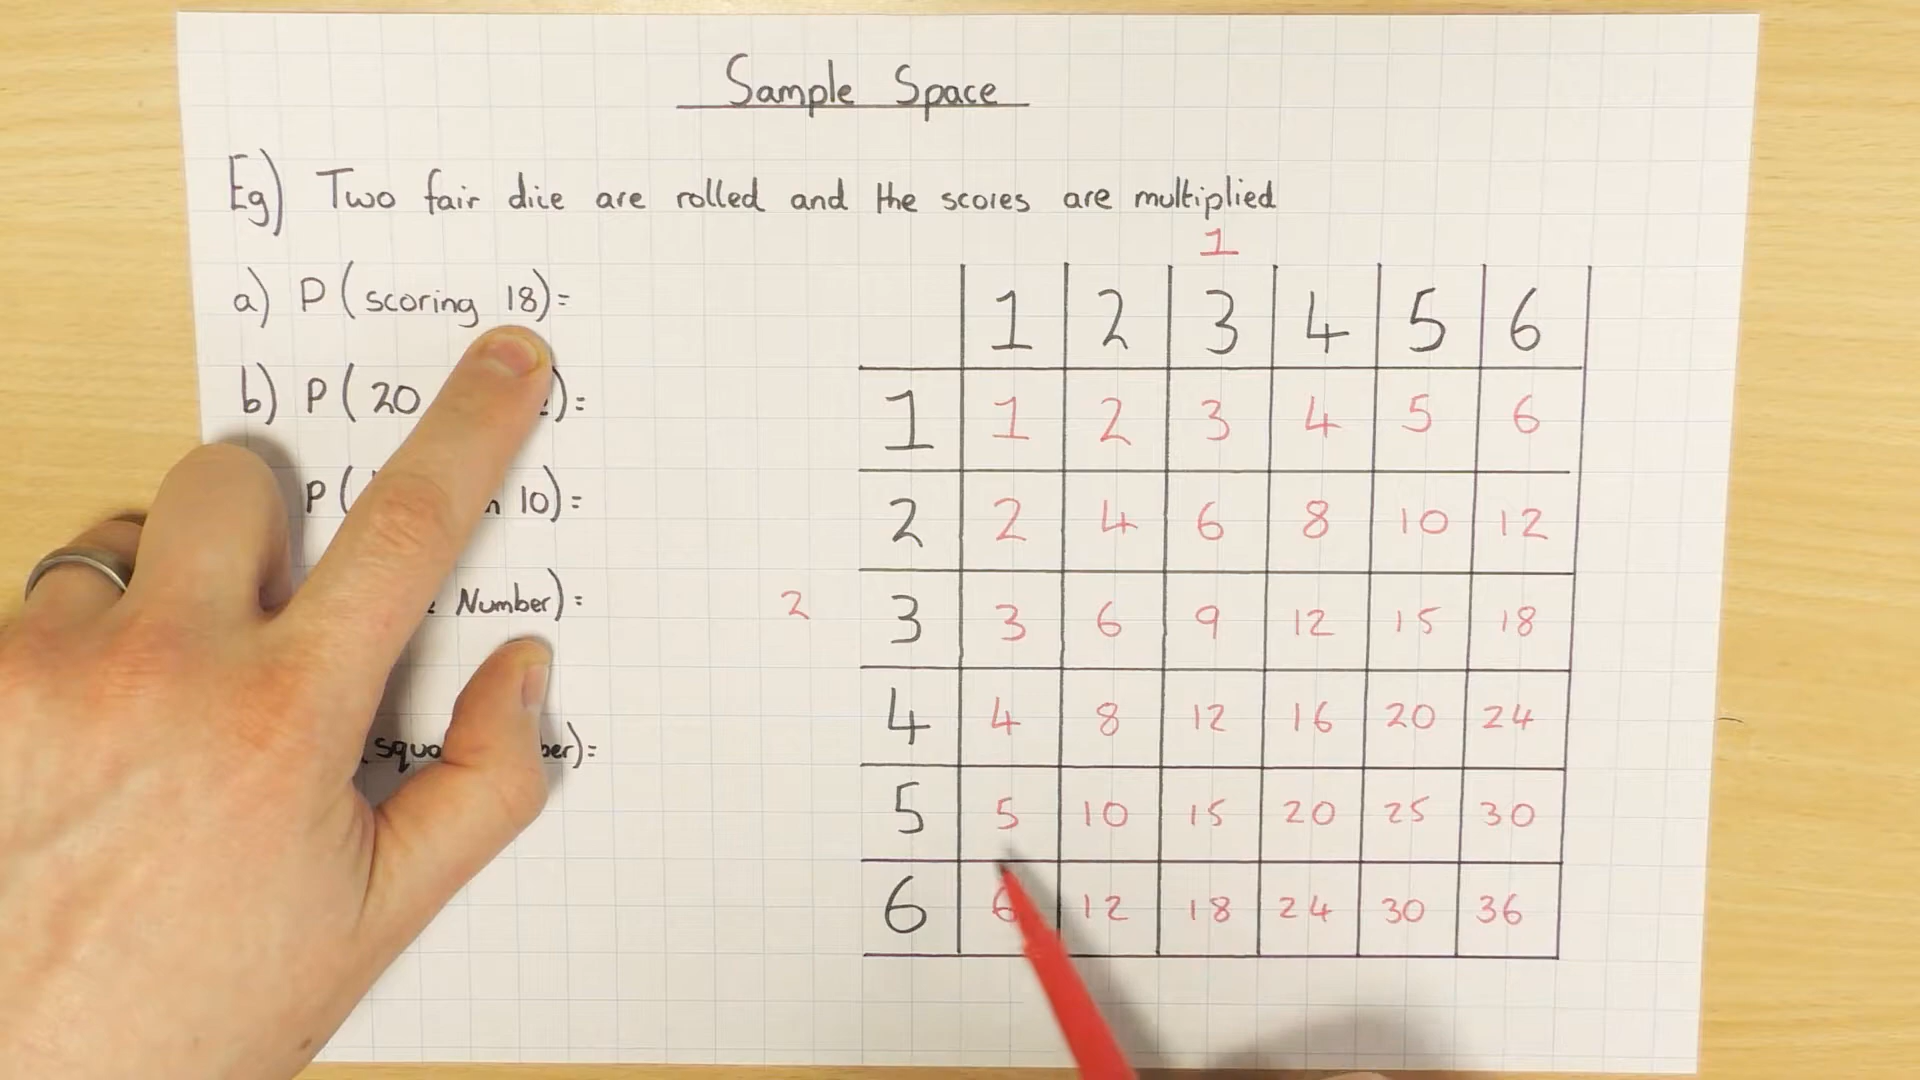 Sample Space
Eg) Two fair dice are rolled and the scores are multiplied
1
a) P(scoring 18)=
1 2 3 4 5 6
b) P(20 ):
1 1 2 3 4 5 6
P( 10):
2 2 4 6 8 10 12
Number):
2
3 3 6 9 12 15 18
4 4 8 12 16 20 24
):
5 5 10 15 20 25 30
6 6 12 18 24 30 36